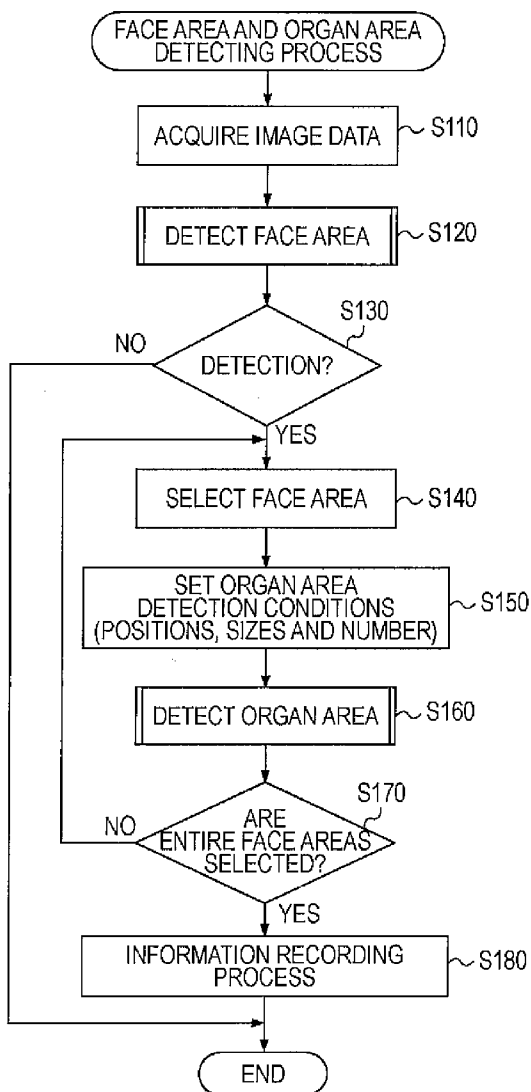 FACE AREA AND ORGAN AREA
DETECTING PROCESS
ACQUIRE IMAGE DATA
S110
DETECT FACE AREA
S120
S130
NO
DETECTION?
YES
SELECT FACE AREA
S140
SET ORGAN AREA
DETECTION CONDITIONS
(POSITIONS, SIZES AND NUMBER)
S150
DETECT ORGAN AREA
S160
S170
NO
ARE
ENTIRE FACE AREAS
SELECTED?
YES
INFORMATION RECORDING
PROCESS
S180
END